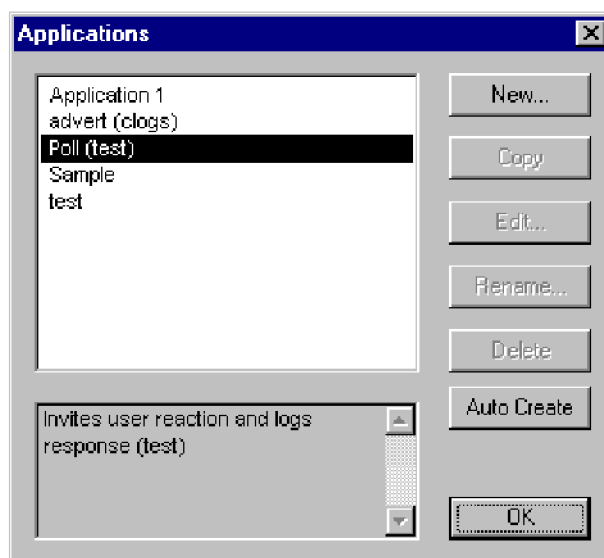 Applications
Application 1
advert (clogs)
Poll (test)
Sample
test
New...
Copy
Edit...
Rename...
Delete
Auto Create
Invites user reaction and logs
response (test)
OK